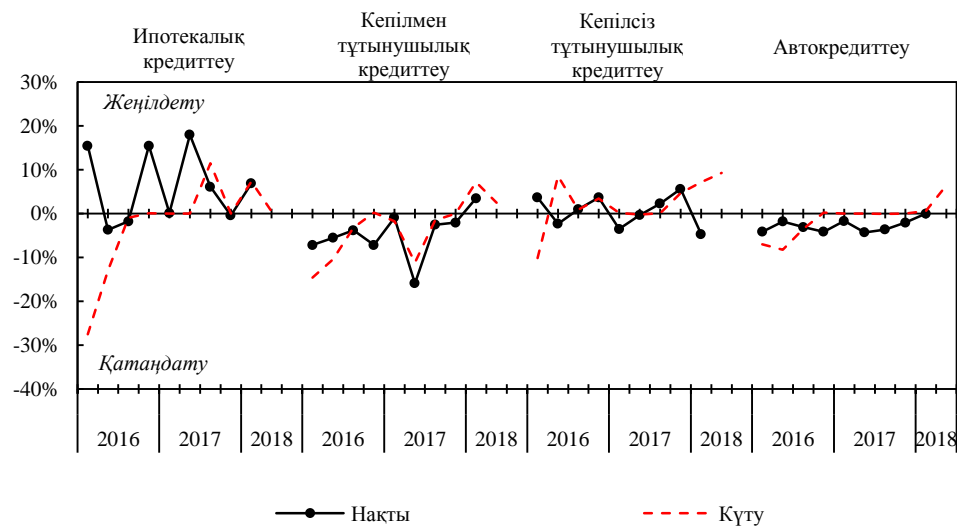 Ипотекалық
кредиттеу
Кепілмен
тұтынушылық
кредиттеу
Кепілсіз
тұтынушылық
кредиттеу
Автокредиттеу
30%
20%
10%
0%
-10%
-20%
-30%
-40%
Жеңілдету
Қатаңдату
2016 2017 2018 2016 2017 2018 2016 2017 2018 2016 2017 2018
Нақты Күту